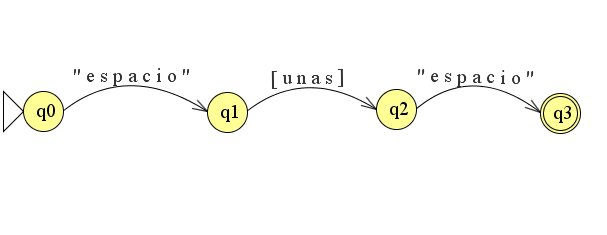 "espacio" [unas] "espacio"
q0 q1 q2 q3